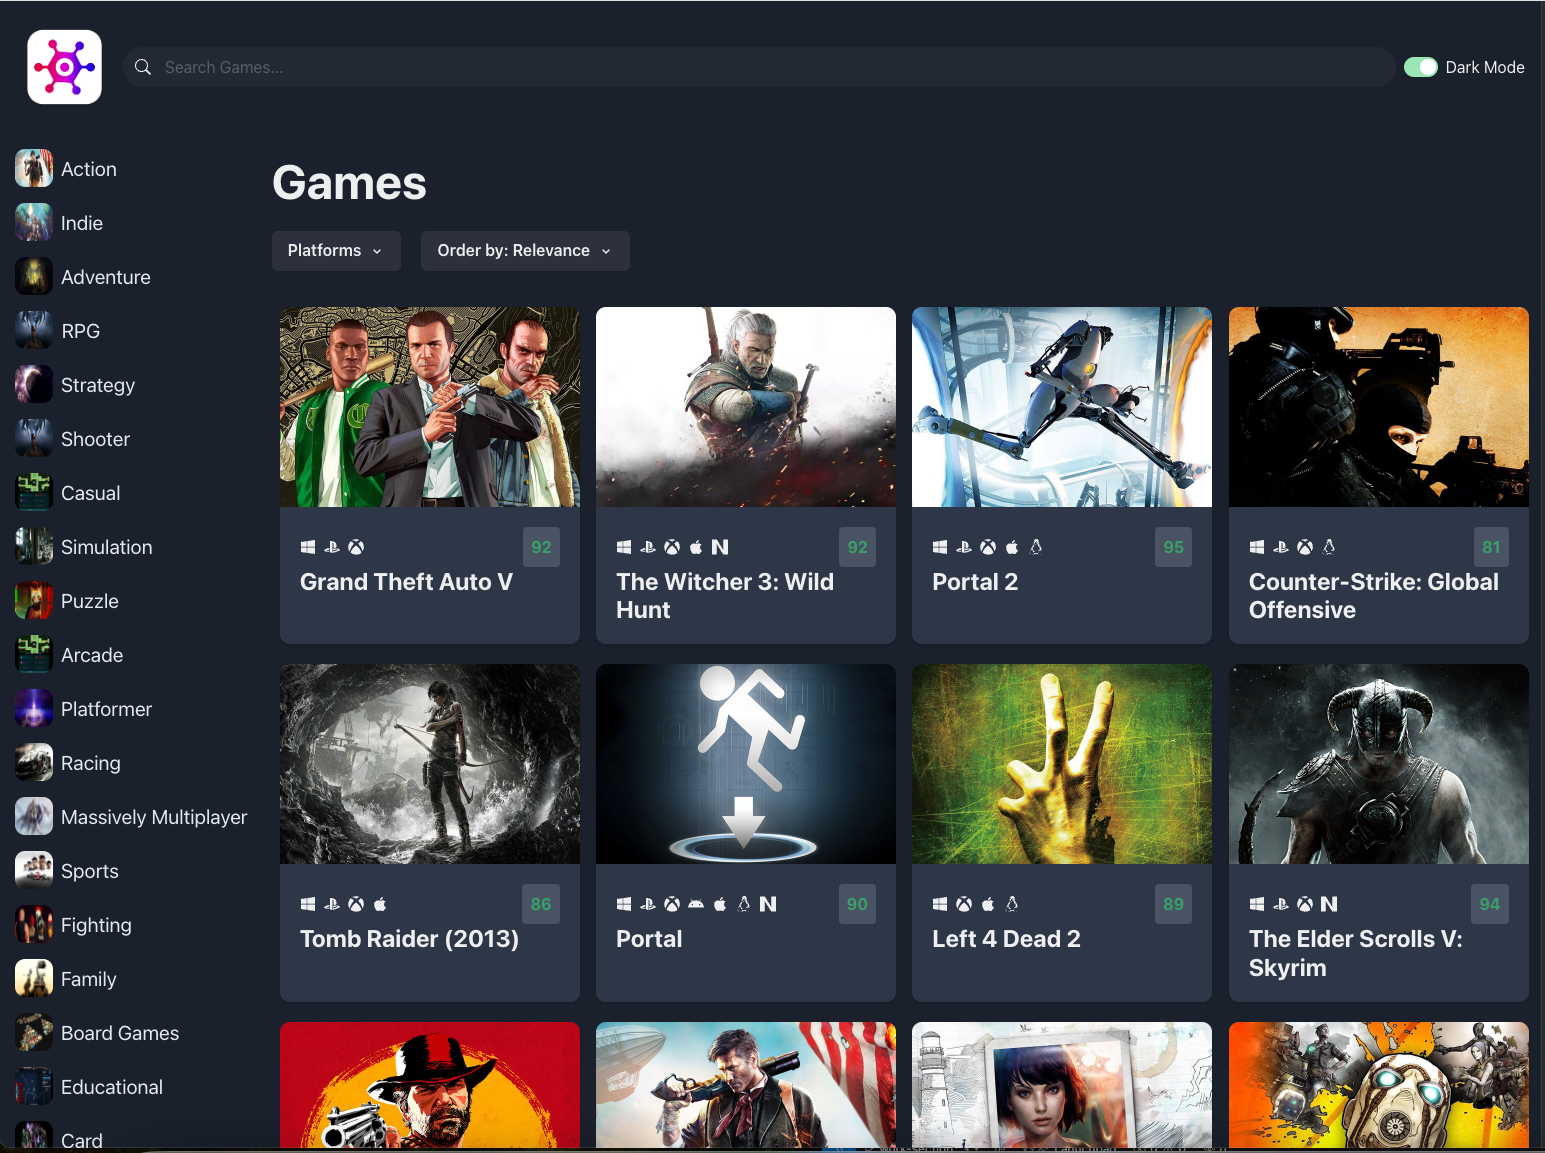 Search Games...
Dark Mode
Action
Indie
Adventure
RPG
Strategy
Shooter
Casual
Simulation
Puzzle
Arcade
Platformer
Racing
Massively Multiplayer
Sports
Fighting
Family
Board Games
Educational
Card
Games
Platforms
Order by: Relevance
92
Grand Theft Auto V
92
The Witcher 3: Wild
Hunt
95
Portal 2
81
Counter-Strike: Global
Offensive
86
Tomb Raider (2013)
90
Portal
89
Left 4 Dead 2
94
The Elder Scrolls V:
Skyrim